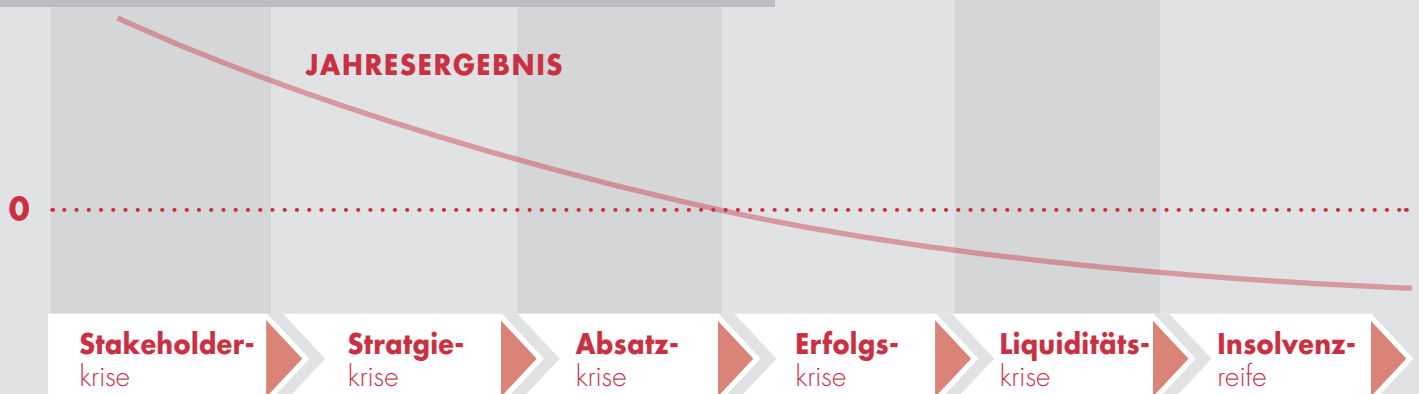 JAHRESERGEBNIS
0
Stakeholder-
krise
Stratgie-
krise
Absatz-
krise
Erfolgs-
krise
Liquiditäts-
krise
Insolvenz-
reife